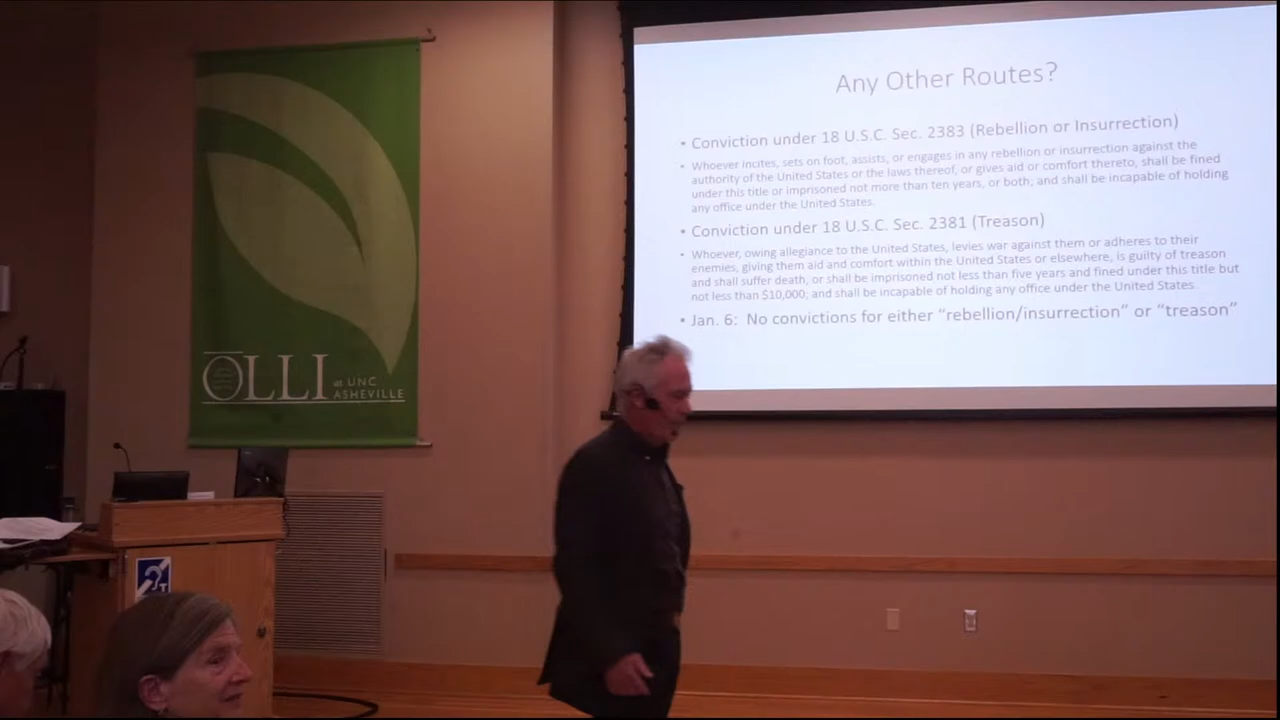 Any Other Routes?
• Conviction under 18 U.S.C. Sec. 2383 (Rebellion or Insurrection)
• Whoever incites, sets on foot, assists, or engages in any rebellion or insurrection against the
authority of the United States or the laws thereof, or gives aid or comfort thereto, shall be fined
under this title or imprisoned not more than ten years, or both; and shall be incapable of holding
any office under the United States.
• Conviction under 18 U.S.C. Sec. 2381 (Treason)
• Whoever, owing allegiance to the United States, levies war against them or adheres to their
enemies, giving them aid and comfort within the United States or elsewhere, is guilty of treason
and shall suffer death, or shall be imprisoned not less than five years and fined under this title but
not less than $10,000; and shall be incapable of holding any office under the United States.
• Jan. 6:  No convictions for either “rebellion/insurrection” or “treason”
OLLI at UNC
ASHEVILLE
T